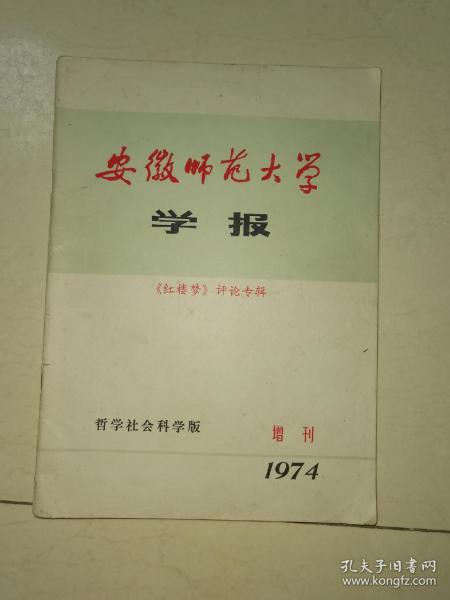 安徽师范大学
学报
《红楼梦》评论专辑
哲学社会科学版
增刊
1974
孔夫子旧书网
www.kongfz.com